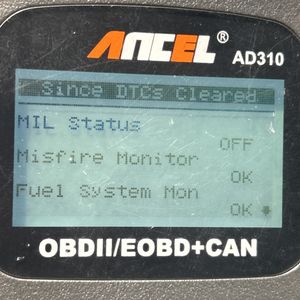 ANCEL®
AD310
Since DTCs Cleared
MIL Status
OFF
Misfire Monitor
OK
Fuel System Mon
OK
OBDII/EOBD+CAN